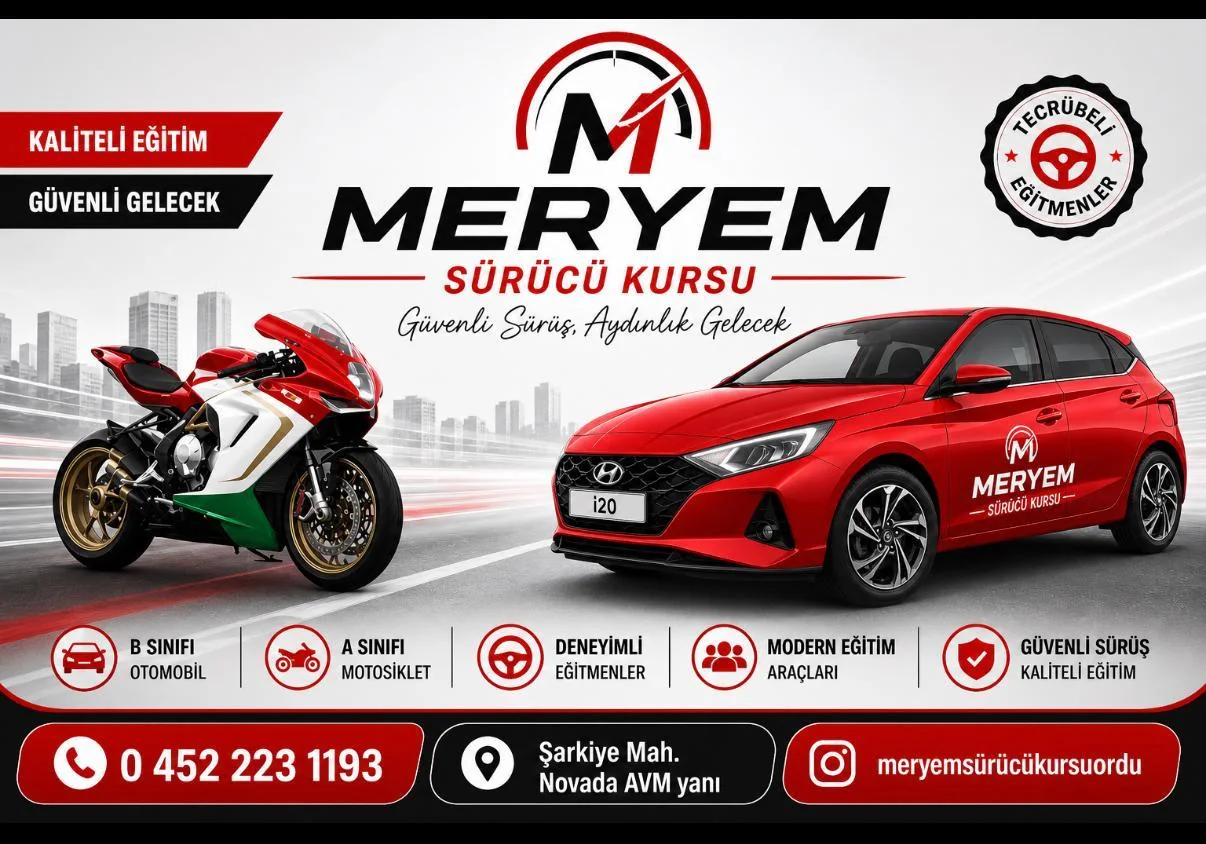 KALİTELİ EĞİTİM
GÜVENLİ GELECEK
M
MERYEM
SÜRÜCÜ KURSU
Güvenli Sürüş, Aydınlık Gelecek
TECRÜBELİ
EĞİTMENLER
i20
M
MERYEM
SÜRÜCÜ KURSU
B SINIFI
OTOMOBİL
A SINIFI
MOTOSİKLET
DENEYİMLİ
EĞİTMENLER
MODERN EĞİTİM
ARAÇLARI
GÜVENLİ SÜRÜŞ
KALİTELİ EĞİTİM
0 452 223 1193
Şarkiye Mah.
Novada AVM yanı
meryemsürücükursuordu